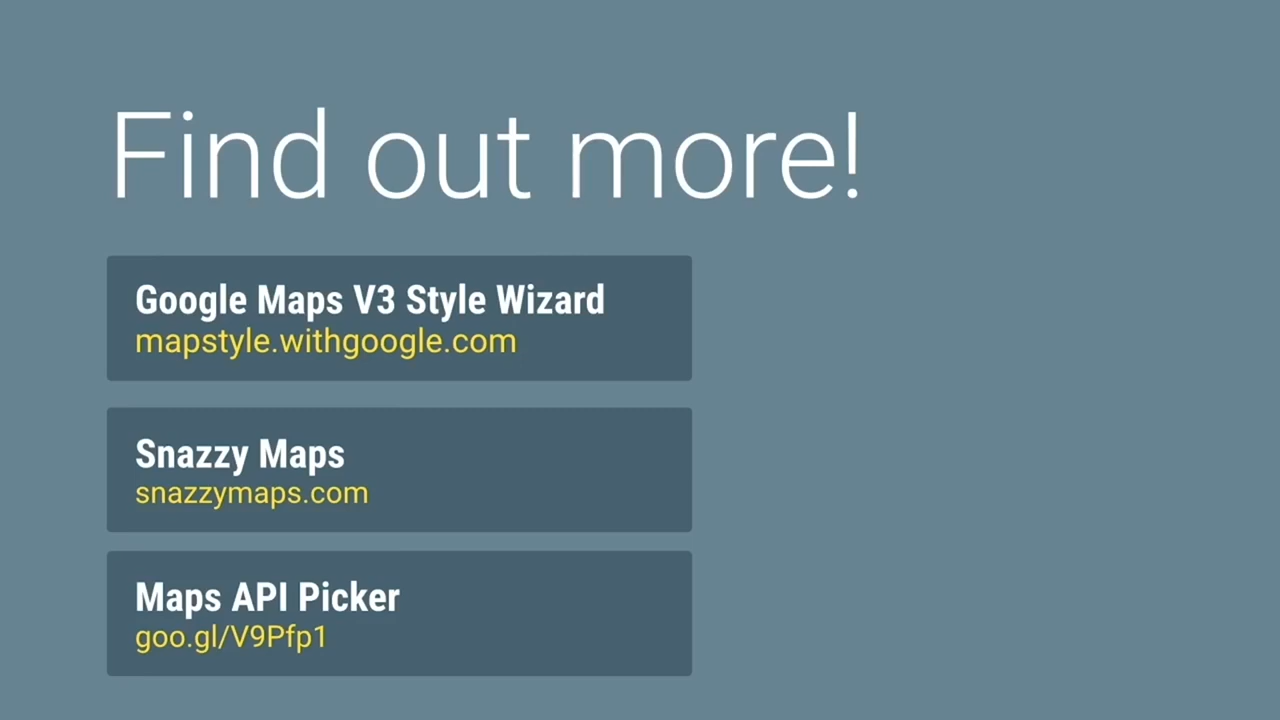 Find out more!
Google Maps V3 Style Wizard
mapstyle.withgoogle.com
Snazzy Maps
snazzymaps.com
Maps API Picker
goo.gl/V9Pfp1